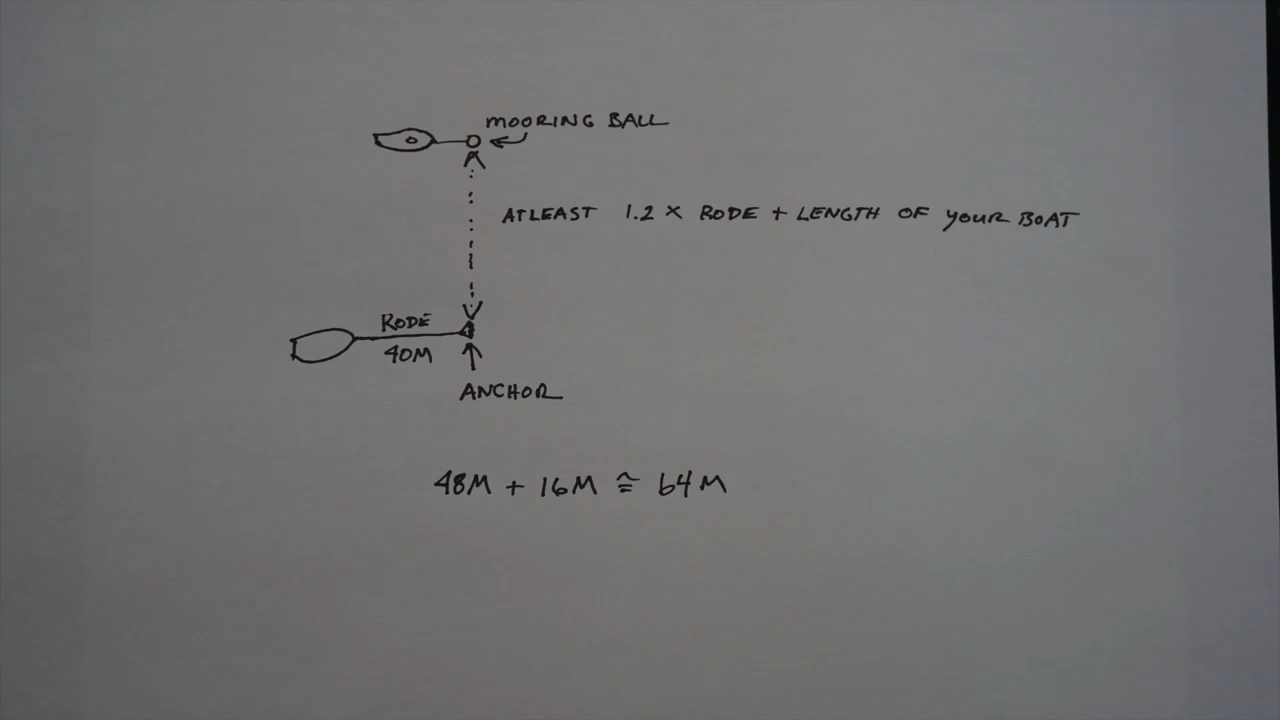 MOORING BALL
ATLEAST 1.2 X RODE + LENGTH OF YOUR BOAT
RODE
40M
ANCHOR
48M + 16M ≅ 64M